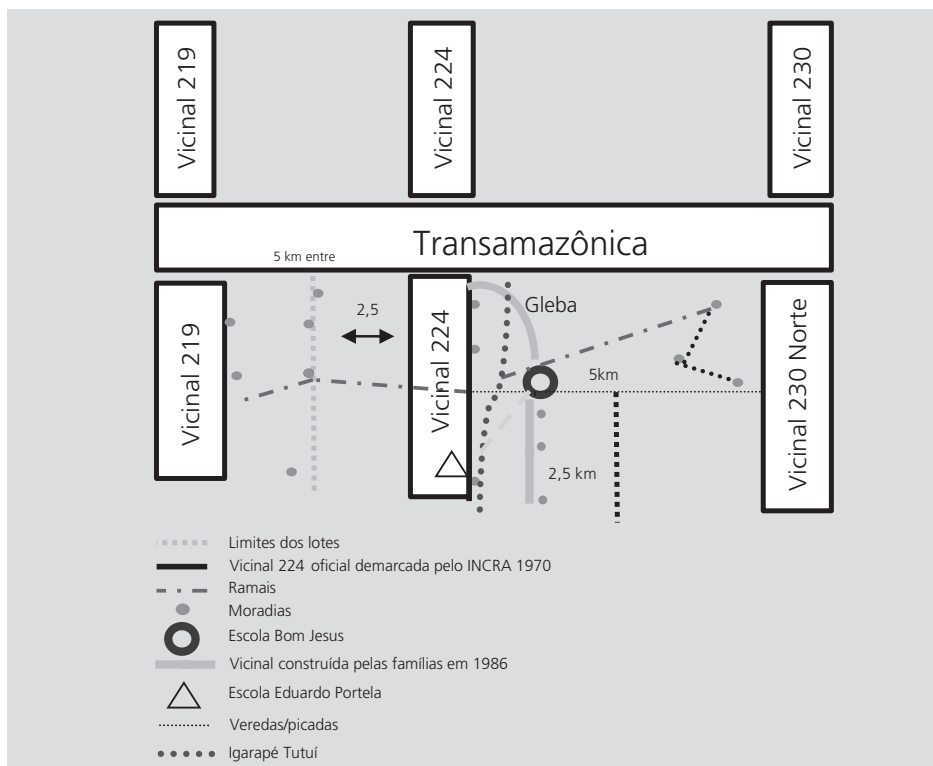 Vicinal 219
Vicinal 224
Vicinal 230
Transamazônica
5 km entre
Vicinal 219
2,5
Vicinal 224
Gleba
5km
2,5 km
Vicinal 230 Norte
Limites dos lotes
Vicinal 224 oficial demarcada pelo INCRA 1970
Ramais
Moradias
Escola Bom Jesus
Vicinal construída pelas famílias em 1986
Escola Eduardo Portela
Veredas/picadas
Igarapé Tutuí